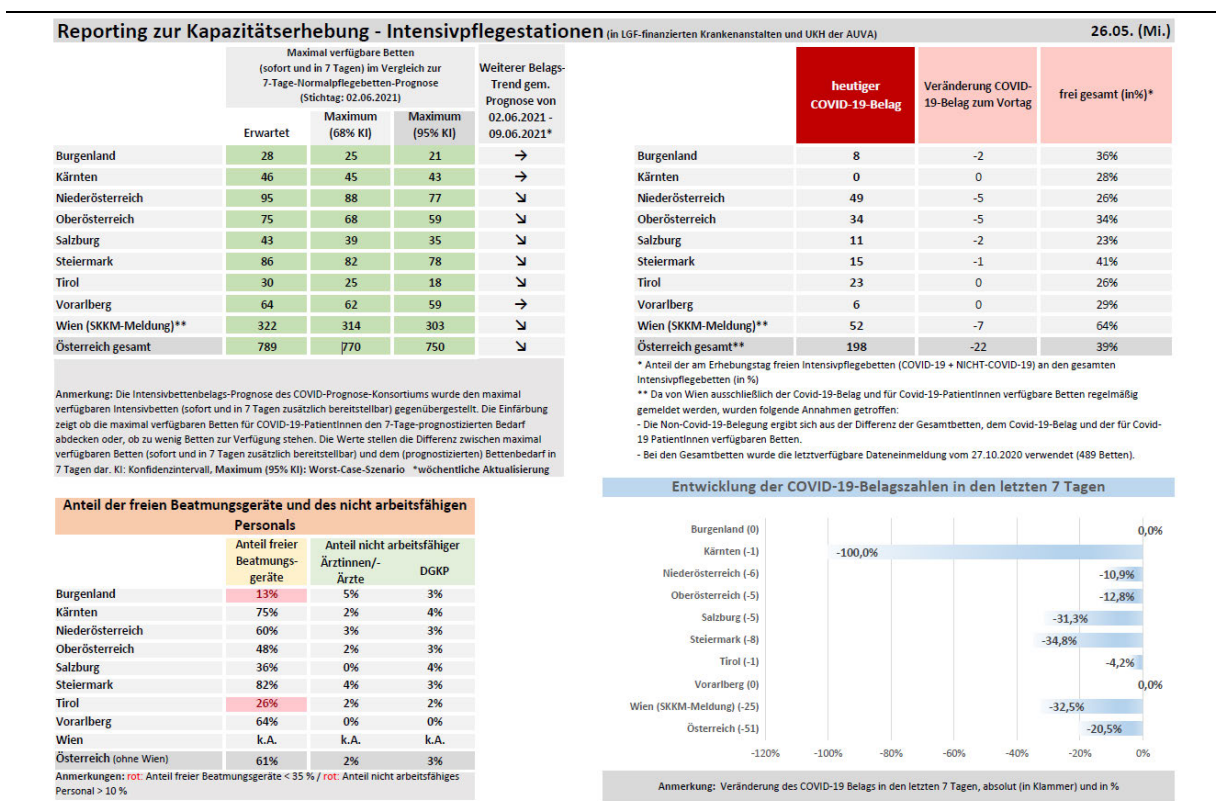 Reporting zur Kapazitätserhebung - Intensivpflegestationen (in LGF-finanzierten Krankenanstalten und UKH der AUVA) 26.05. (Mi.)
Maximal verfügbare Betten
(sofort und in 7 Tagen) im Vergleich zur
7-Tage-Normalpflegebetten-
Prognose
(Stichtag: 02.06.2021)
Weiterer Belags-
Trend gem.
Prognose von
02.06.2021 -
09.06.2021*
Erwartet
Maximum
(68% KI)
Maximum
(95% KI)
Burgenland 28 25 21 →
Kärnten 46 45 43 →
Niederösterreich 95 88 77 ↘
Oberösterreich 75 68 59 ↘
Salzburg 43 39 35 ↘
Steiermark 86 82 78 ↘
Tirol 30 25 18 ↘
Vorarlberg 64 62 59 →
Wien (SKKM-Meldung)** 322 314 303 ↘
Österreich gesamt 789 770 750 ↘
Anmerkung: Die Intensivbettenbelags-Prognose des COVID-Prognose-Konsortiums wurde den maximal
verfügbaren Intensivbetten (sofort und in 7 Tagen zusätzlich bereitstellbar) gegenübergestellt. Die Einfärbung
zeigt ob die maximal verfügbaren Betten für COVID-19-PatientInnen den 7-Tage-prognostizierten Bedarf
abdecken oder, ob zu wenig Betten zur Verfügung stehen. Die Werte stellen die Differenz zwischen maximal
verfügbaren Betten (sofort und in 7 Tagen zusätzlich bereitstellbar) und dem (prognostizierten) Bettenbedarf in
7 Tagen dar. KI: Konfidenzintervall, Maximum (95% KI): Worst-Case-Szenario *wöchentliche Aktualisierung
heutiger
COVID-19-Belag
Veränderung COVID-
19-Belag zum Vortag
frei gesamt (in%)*
Burgenland 8 -2 36%
Kärnten 0 0 28%
Niederösterreich 49 -5 26%
Oberösterreich 34 -5 34%
Salzburg 11 -2 23%
Steiermark 15 -1 41%
Tirol 23 0 26%
Vorarlberg 6 0 29%
Wien (SKKM-Meldung)** 52 -7 64%
Österreich gesamt** 198 -22 39%
* Anteil der am Erhebungstag freien Intensivpflegebetten (COVID-19 + NICHT-COVID-19) an den gesamten
Intensivpflegebetten (in %)
** Da von Wien ausschließlich der Covid-19-Belag und für Covid-19-PatientInnen verfügbare Betten regelmäßig
gemeldet werden, wurden folgende Annahmen getroffen:
- Die Non-Covid-19-Belegung ergibt sich aus der Differenz der Gesamtbetten, dem Covid-19-Belag und der für Covid-
19 PatientInnen verfügbaren Betten.
- Bei den Gesamtbetten wurde die letztverfügbare Dateneinmeldung vom 27.10.2020 verwendet (489 Betten).
Anteil der freien Beatmungsgeräte und des nicht arbeitsfähigen
Personals
Anteil freier
Beatmungs-
geräte
Anteil nicht arbeitsfähiger
Ärztinnen/-
Ärzte
DGKP
Burgenland 13% 5% 3%
Kärnten 75% 2% 4%
Niederösterreich 60% 3% 3%
Oberösterreich 48% 2% 3%
Salzburg 36% 0% 4%
Steiermark 82% 4% 3%
Tirol 26% 2% 2%
Vorarlberg 64% 0% 0%
Wien k.A. k.A. k.A.
Österreich (ohne Wien) 61% 2% 3%
Anmerkungen: rot: Anteil freier Beatmungsgeräte < 35 % / rot: Anteil nicht arbeitsfähiges
Personal > 10 %
Entwicklung der COVID-19-Belagszahlen in den letzten 7 Tagen
Burgenland (0) 0,0%
Kärnten (-1) -100,0%
Niederösterreich (-6) -10,9%
Oberösterreich (-5) -12,8%
Salzburg (-5) -31,3%
Steiermark (-8) -34,8%
Tirol (-1) -4,2%
Vorarlberg (0) 0,0%
Wien (SKKM-Meldung) (-25) -32,5%
Österreich (-51) -20,5%
-120% -100% -80% -60% -40% -20% 0%
Anmerkung: Veränderung des COVID-19 Belags in den letzten 7 Tagen, absolut (in Klammer) und in %